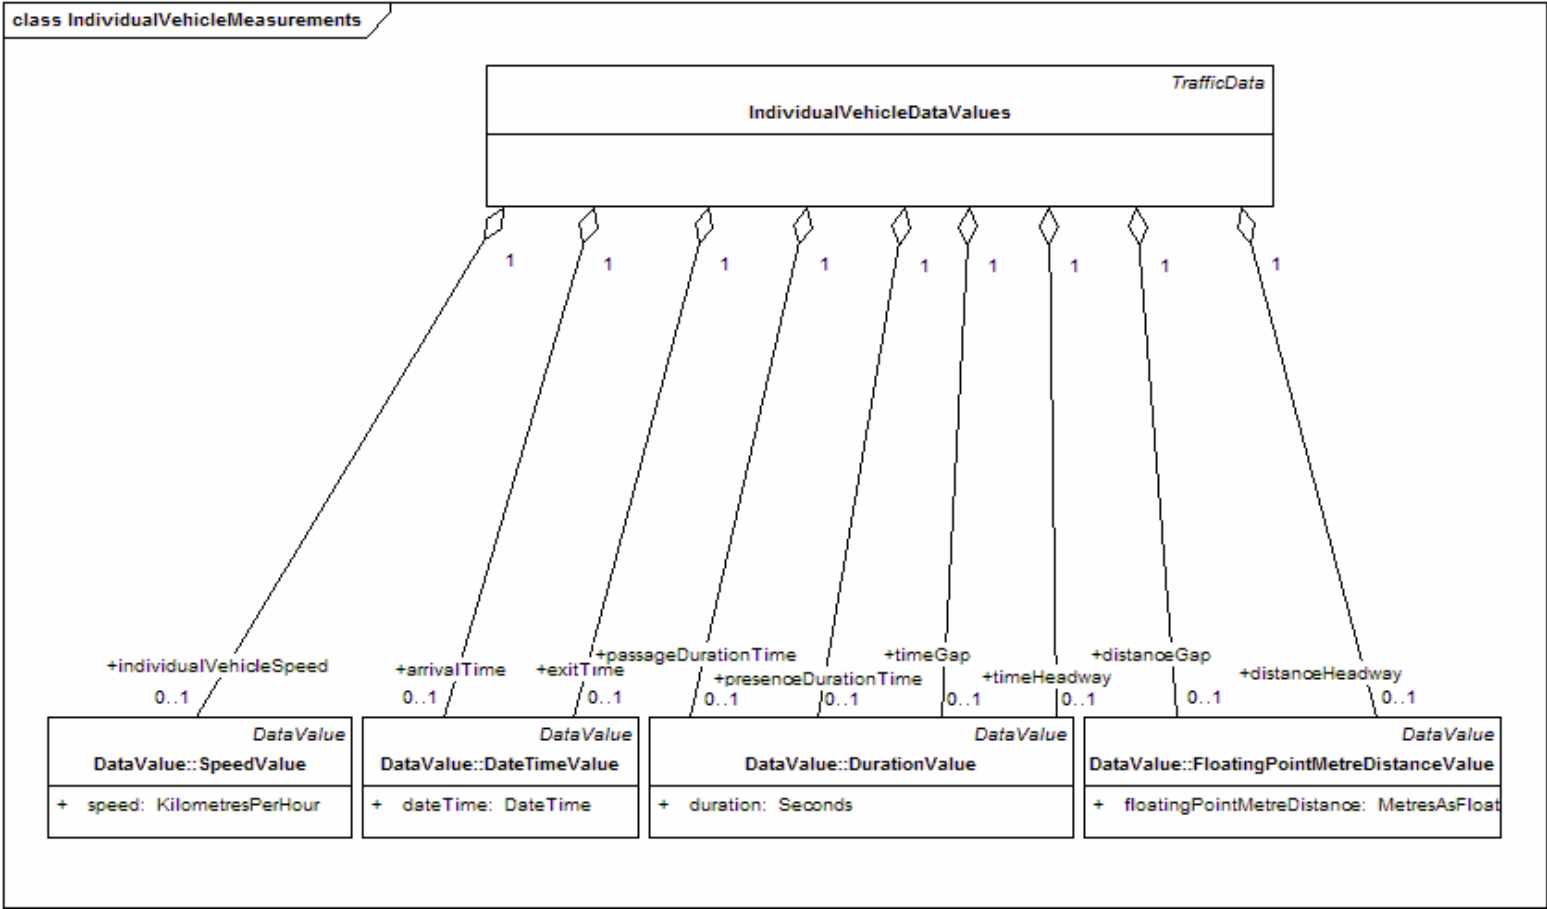 class IndividualVehicleMeasurements
TrafficData
IndividualVehicleDataValues
1 1 1 1 1 1 1 1 1
+individualVehicleSpeed
0..1
+arrivalTime
0..1
+exitTime
0..1
+passageDurationTime
0..1
+presenceDurationTime
0..1
+timeGap
0..1
+timeHeadway
0..1
+distanceGap
0..1
+distanceHeadway
0..1
DataValue
DataValue::SpeedValue
+ speed: KilometresPerHour
DataValue
DataValue::DateTimeValue
+ dateTime: DateTime
DataValue
DataValue::DurationValue
+ duration: Seconds
DataValue
DataValue::FloatingPointMetreDistanceValue
+ floatingPointMetreDistance: MetresAsFloat